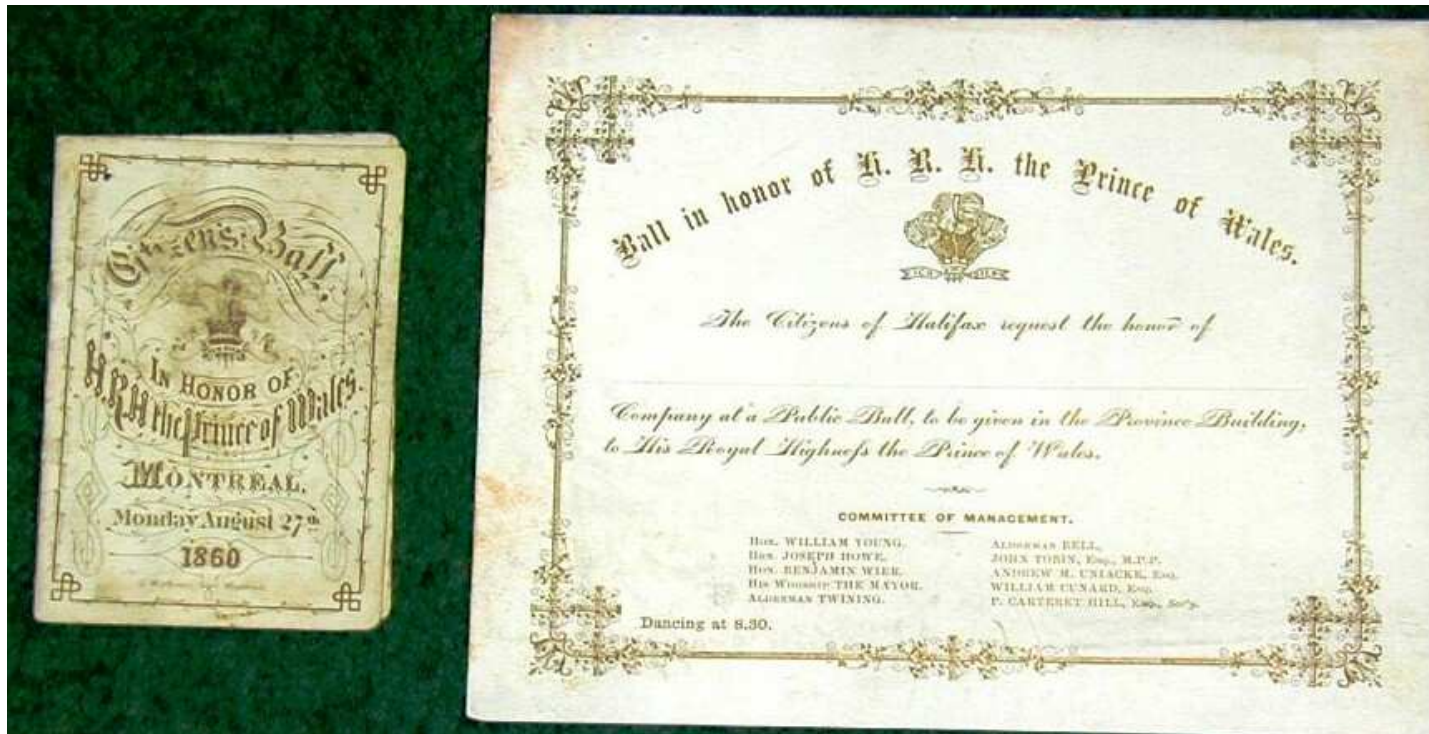 Citizens' Ball
IN HONOR OF
H.R.H the Prince of Wales.
MONTREAL.
Monday August 27th
1860
Ball in honor of H. R. H. the Prince of Wales.
ICH DIEN
The Citizens of Halifax request the honor of
Company at a Public Ball, to be given in the Province Building,
to His Royal Highness the Prince of Wales.
COMMITTEE OF MANAGEMENT.
HON. WILLIAM YOUNG.
HON. JOSEPH HOWE.
HON. BENJAMIN WIER.
HIS WORSHIP THE MAYOR.
ALDERMAN TWINING.
ALDERMAN BELL,
JOHN TOBIN, Esq., M.P.P.
ANDREW M. UNIACKE, Esq.
WILLIAM CUNARD, Esq.
P. CARTERET HILL, Esq., Sec'y.
Dancing at 8.30.